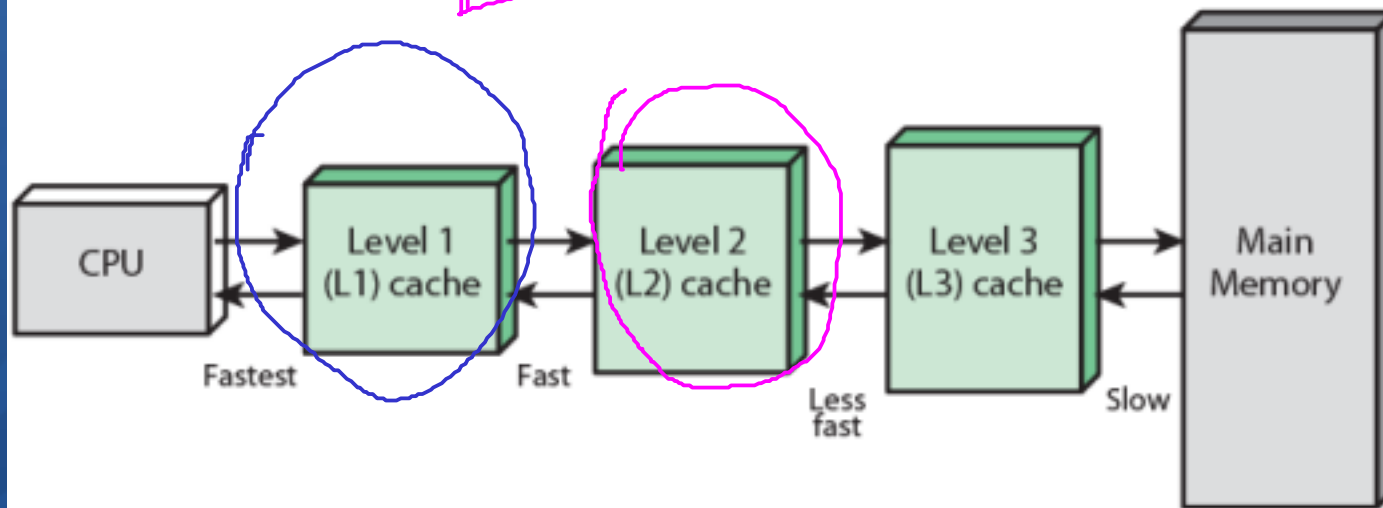 CPU
Level 1
(L1) cache
Level 2
(L2) cache
Level 3
(L3) cache
Main
Memory
Fastest
Fast
Less
fast
Slow